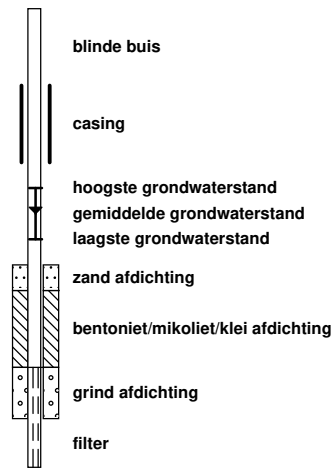 blinde buis
casing
hoogste grondwaterstand
gemiddelde grondwaterstand
laagste grondwaterstand
zand afdichting
bentoniet/mikoliet/klei afdichting
grind afdichting
filter